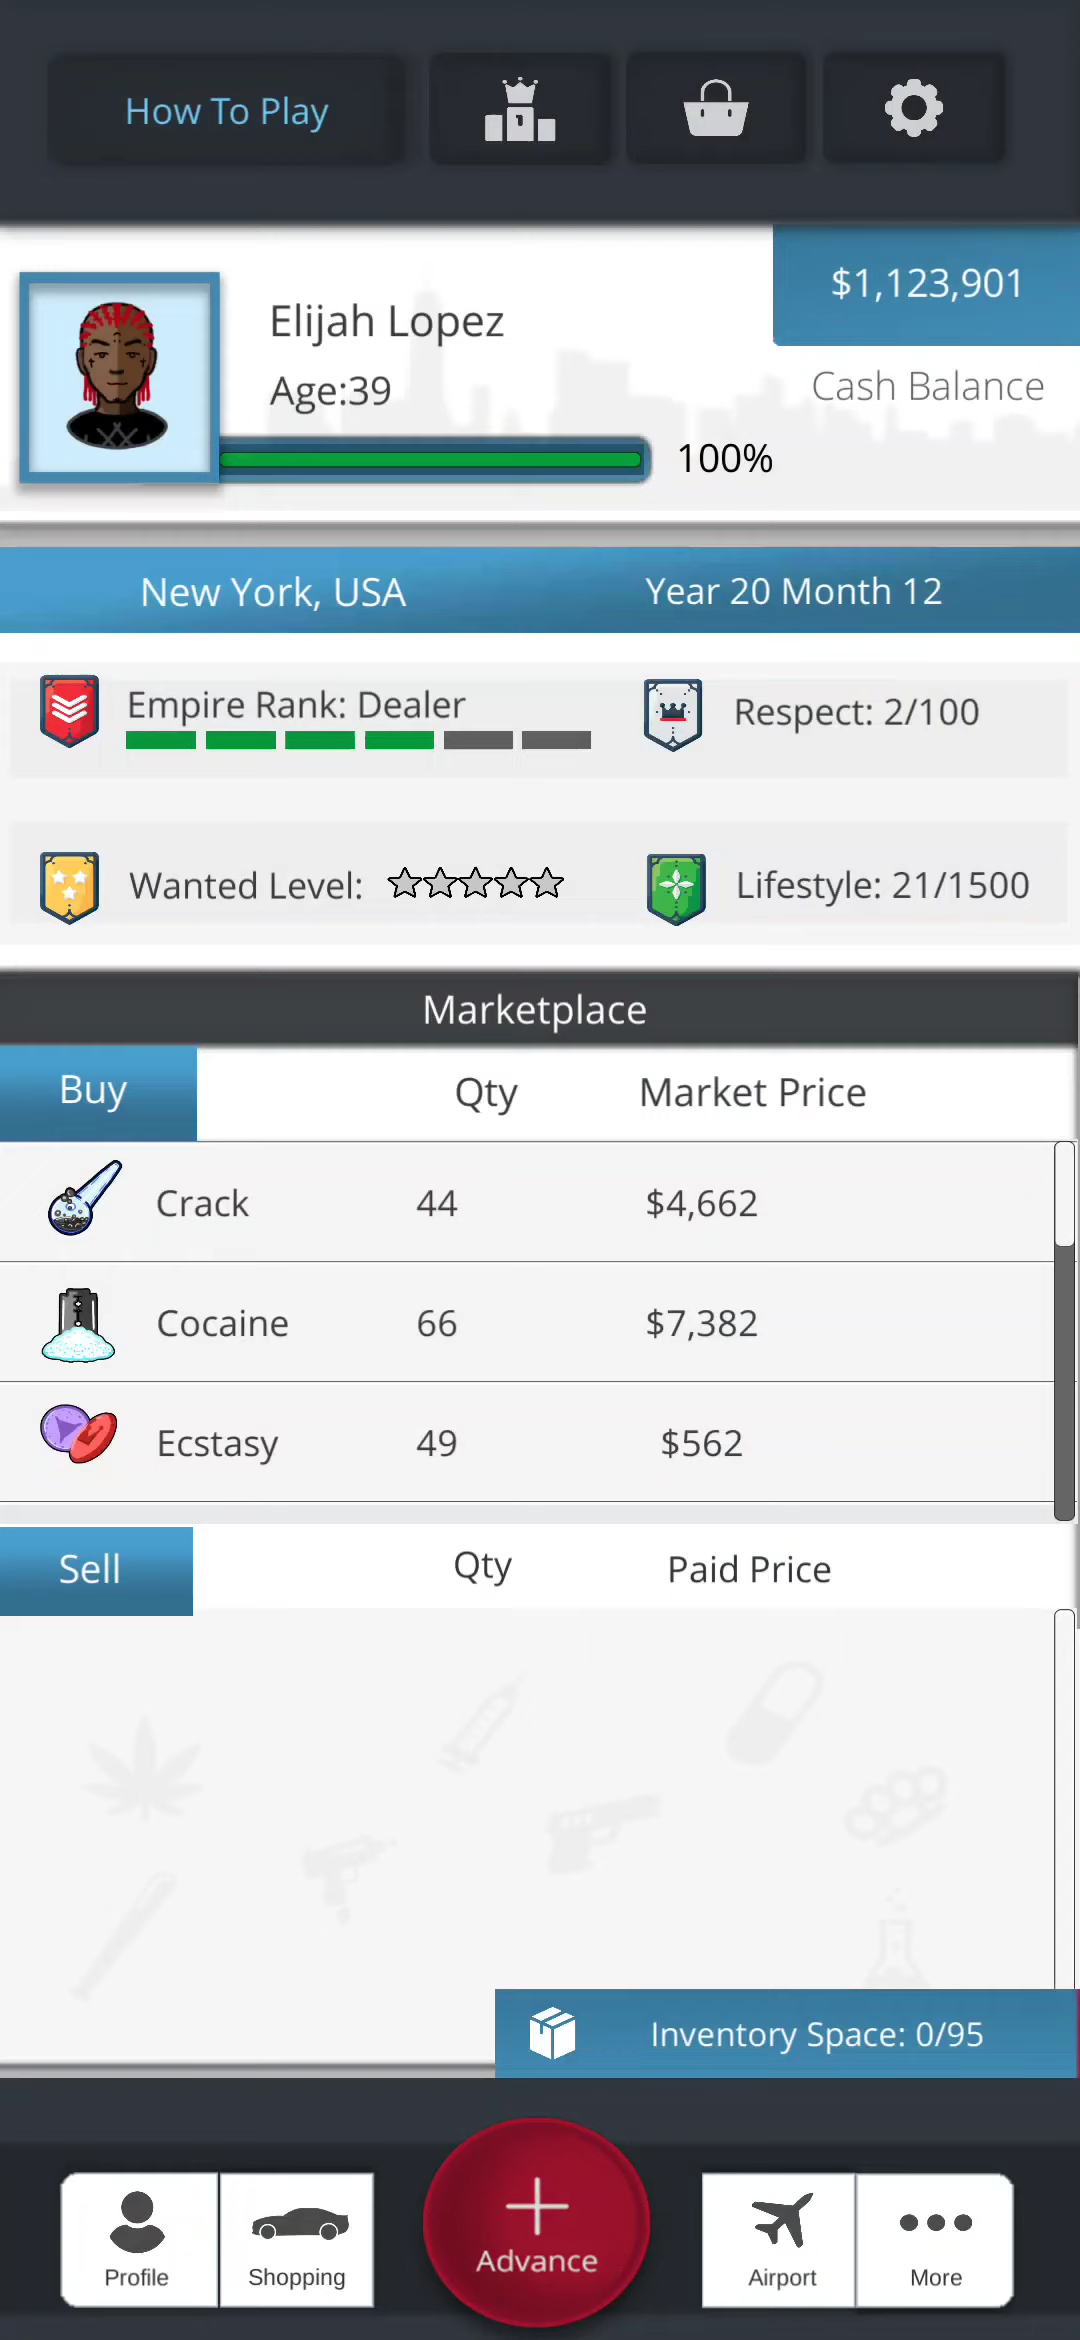 How To Play
$1,123,901
Elijah Lopez
Cash Balance
Age:39
100%
New York, USA
Year 20 Month 12
Empire Rank: Dealer
Respect: 2/100
Wanted Level:
Lifestyle: 21/1500
Marketplace
Buy Qty Market Price
Crack 44 $4,662
Cocaine 66 $7,382
Ecstasy 49 $562
Sell Qty Paid Price
Inventory Space: 0/95
Profile
Shopping
Advance
Airport
More